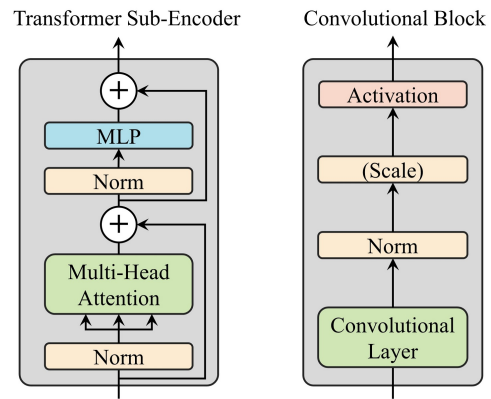 Transformer Sub-Encoder
+
MLP
Norm
+
Multi-Head
Attention
Norm
Convolutional Block
Activation
(Scale)
Norm
Convolutional
Layer